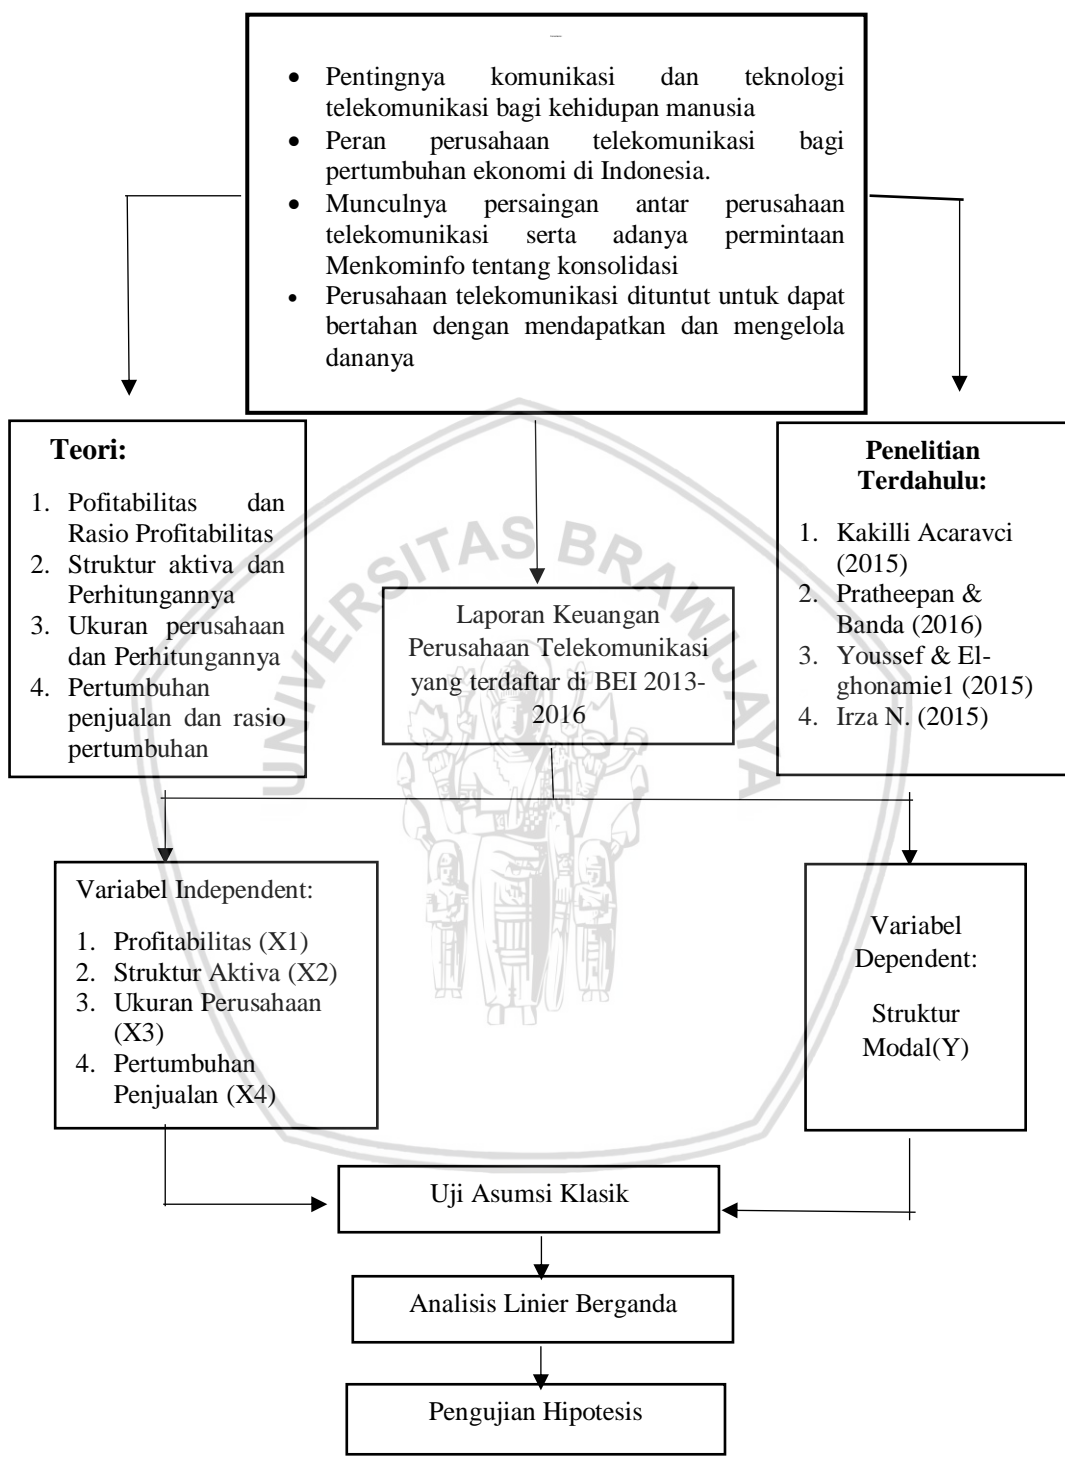 • Pentingnya komunikasi dan teknologi
telekomunikasi bagi kehidupan manusia
• Peran perusahaan telekomunikasi bagi
pertumbuhan ekonomi di Indonesia.
• Munculnya persaingan antar perusahaan
telekomunikasi serta adanya permintaan
Menkominfo tentang konsolidasi
• Perusahaan telekomunikasi dituntut untuk dapat
bertahan dengan mendapatkan dan mengelola
dananya
Teori:
1. Pofitabilitas dan
Rasio Profitabilitas
2. Struktur aktiva dan
Perhitungannya
3. Ukuran perusahaan
dan Perhitungannya
4. Pertumbuhan
penjualan dan rasio
pertumbuhan
Laporan Keuangan
Perusahaan Telekomunikasi
yang terdaftar di BEI 2013-
2016
Penelitian
Terdahulu:
1. Kakilli Acaravci
(2015)
2. Pratheepan &
Banda (2016)
3. Youssef & El-
ghonamie1 (2015)
4. Irza N. (2015)
UNIVERSITAS BRAWIJAYA
Variabel Independent:
1. Profitabilitas (X1)
2. Struktur Aktiva (X2)
3. Ukuran Perusahaan
(X3)
4. Pertumbuhan
Penjualan (X4)
Variabel
Dependent:
Struktur
Modal(Y)
Uji Asumsi Klasik
Analisis Linier Berganda
Pengujian Hipotesis